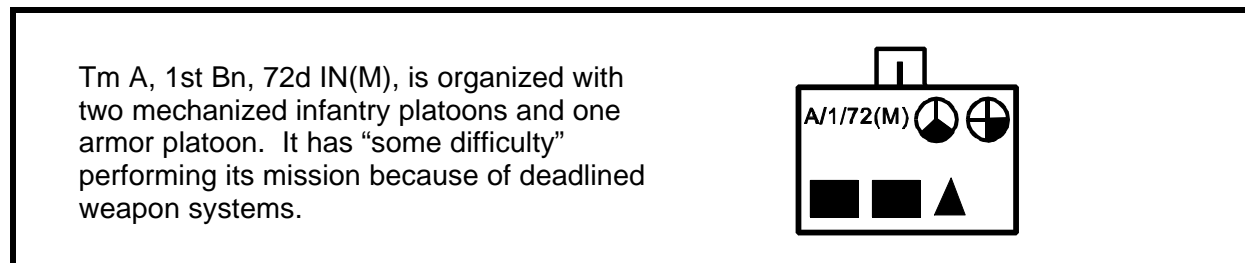 Tm A, 1st Bn, 72d IN(M), is organized with
two mechanized infantry platoons and one
armor platoon.  It has “some difficulty”
performing its mission because of deadlined
weapon systems.
A/1/72(M)